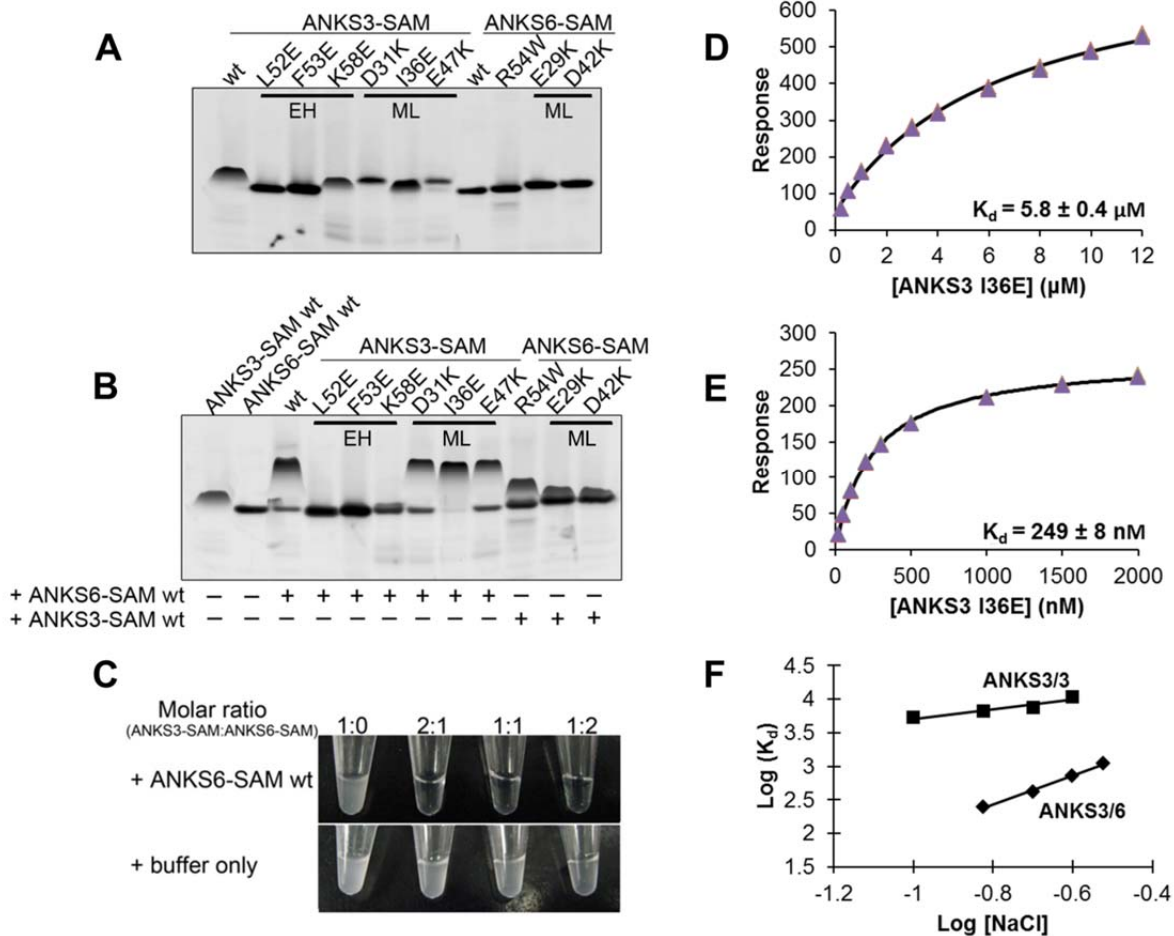 A
ANKS3-SAM ANKS6-SAM
wt L52E F53E K58E D31K I36E E47K wt R54W E29K D42K
EH ML ML
B
ANKS3-SAM wt ANKS6-SAM wt
ANKS3-SAM ANKS6-SAM
wt L52E F53E K58E D31K I36E E47K R54W E29K D42K
EH ML ML
+ ANKS6-SAM wt – – + + + + + + + – – –
+ ANKS3-SAM wt – – – – – – – – – + + +
C
Molar ratio
(ANKS3-SAM:ANKS6-SAM) 1:0 2:1 1:1 1:2
+ ANKS6-SAM wt
+ buffer only
D
Response
600
500
400
300
200
100
0
0 2 4 6 8 10 12
Kd = 5.8 ± 0.4 µM
[ANKS3 I36E] (µM)
E
Response
300
250
200
150
100
50
0
0 500 1000 1500 2000
Kd = 249 ± 8 nM
[ANKS3 I36E] (nM)
F
Log (Kd)
4.5
4
3.5
3
2.5
2
1.5
ANKS3/3
ANKS3/6
-1.2 -1 -0.8 -0.6 -0.4
Log [NaCl]